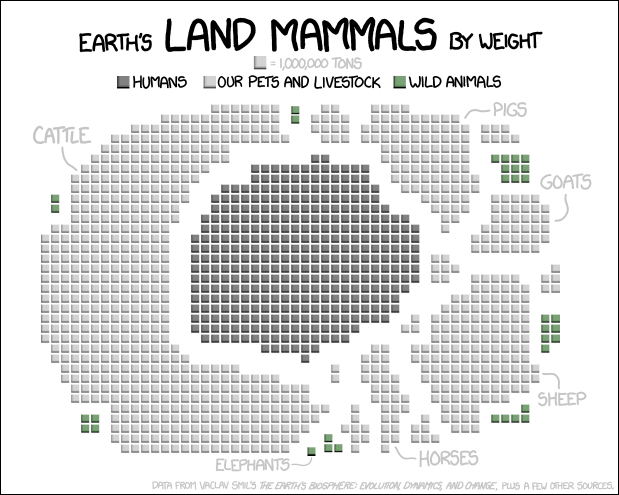 EARTH'S LAND MAMMALS BY WEIGHT
= 1,000,000 TONS
HUMANS OUR PETS AND LIVESTOCK WILD ANIMALS
PIGS
CATTLE
GOATS
SHEEP
HORSES
ELEPHANTS
DATA FROM VACLAV SMIL'S THE EARTH'S BIOSPHERE: EVOLUTION, DYNAMICS, AND CHANGE, PLUS A FEW OTHER SOURCES.